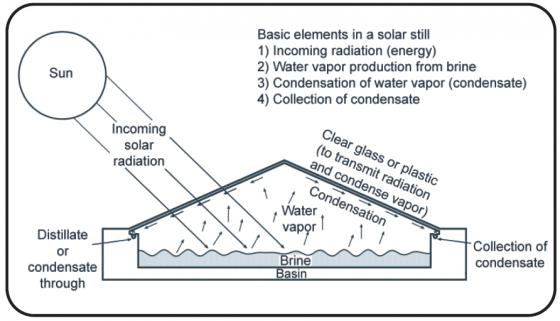 Basic elements in a solar still
1) Incoming radiation (energy)
2) Water vapor production from brine
3) Condensation of water vapor (condensate)
4) Collection of condensate
Sun
Incoming
solar
radiation
Clear glass or plastic
(to transmit radiation
and condense vapor)
Condensation
Water
vapor
Distillate
or
condensate
through
Collection of
condensate
Brine
Basin